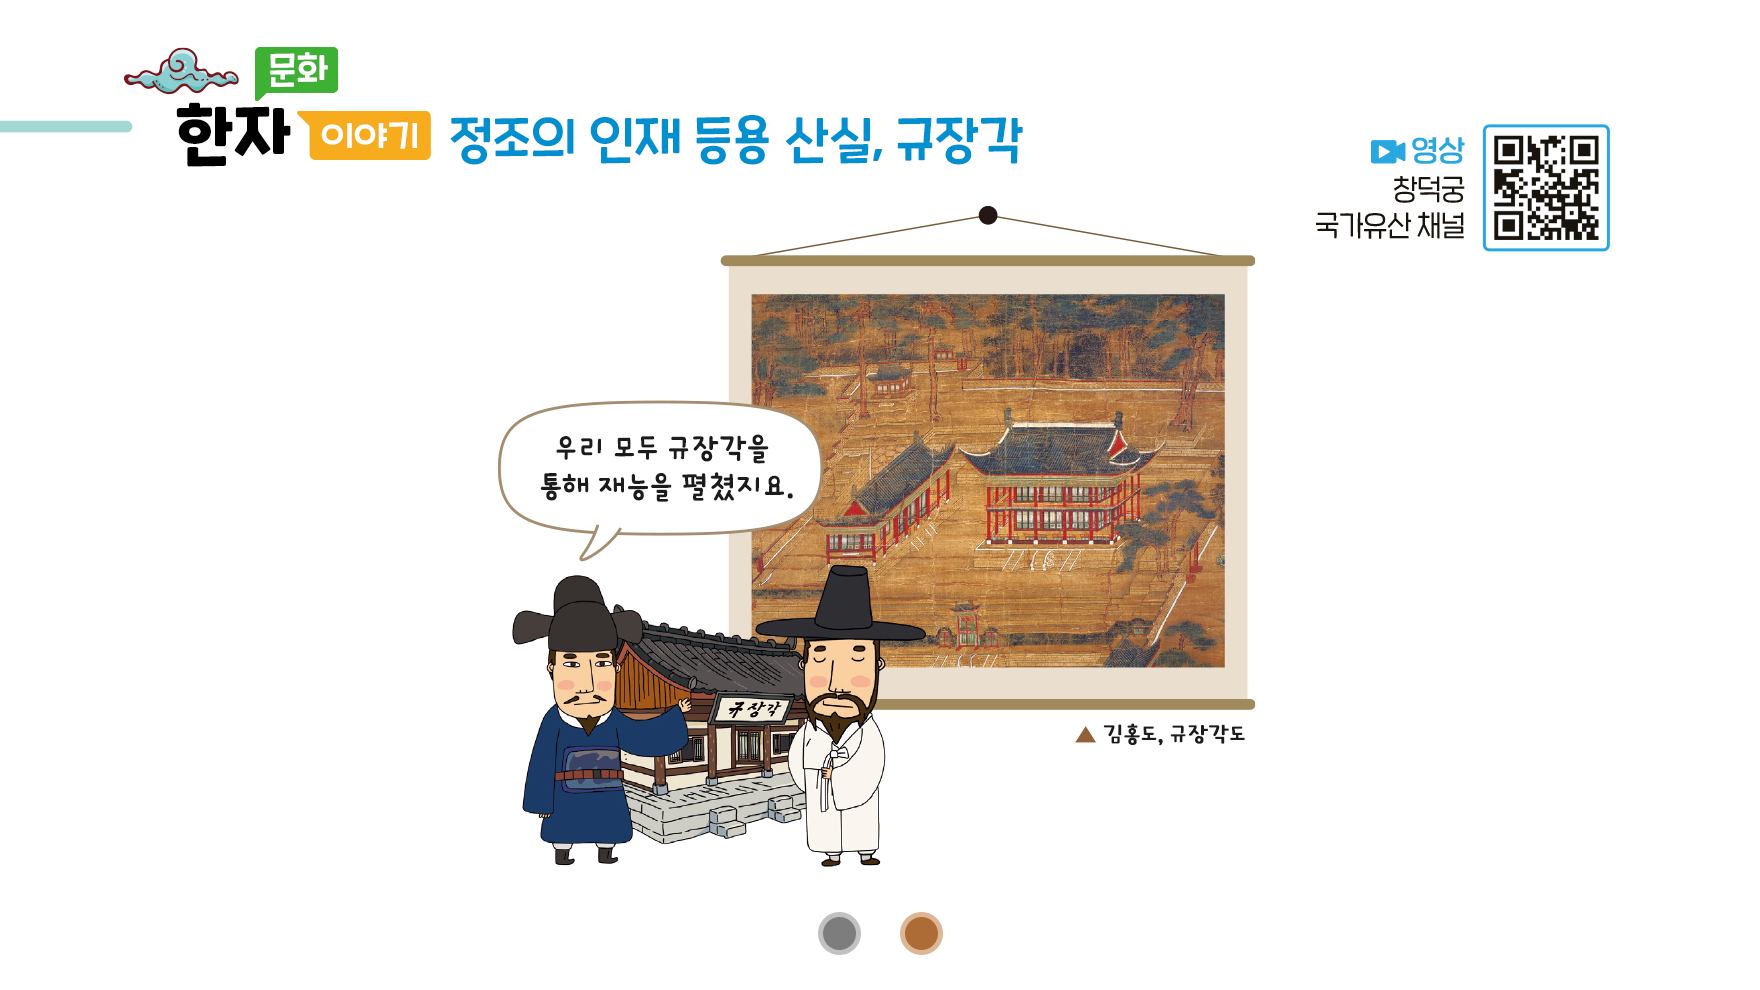 문화
한자 이야기 정조의 인재 등용 산실, 규장각
영상
창덕궁
국가유산 채널
우리 모두 규장각을
통해 재능을 펼쳤지요.
규장각
▲ 김홍도, 규장각도